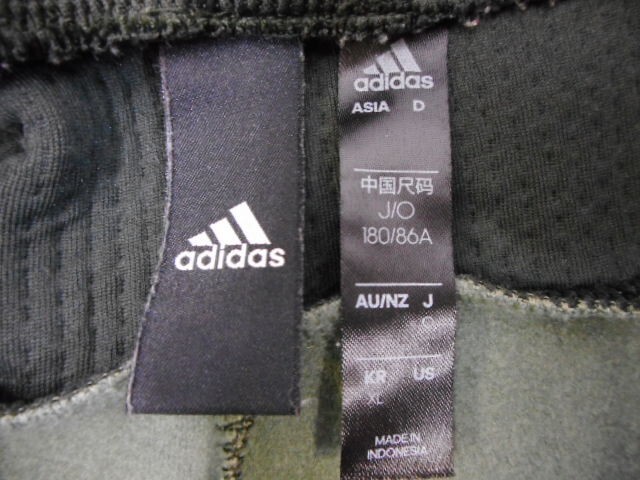 adidas
adidas
ASIA D
中国尺码
J/O
180/86A
AU/NZ J
KR US
XL
MADE IN
INDONESIA